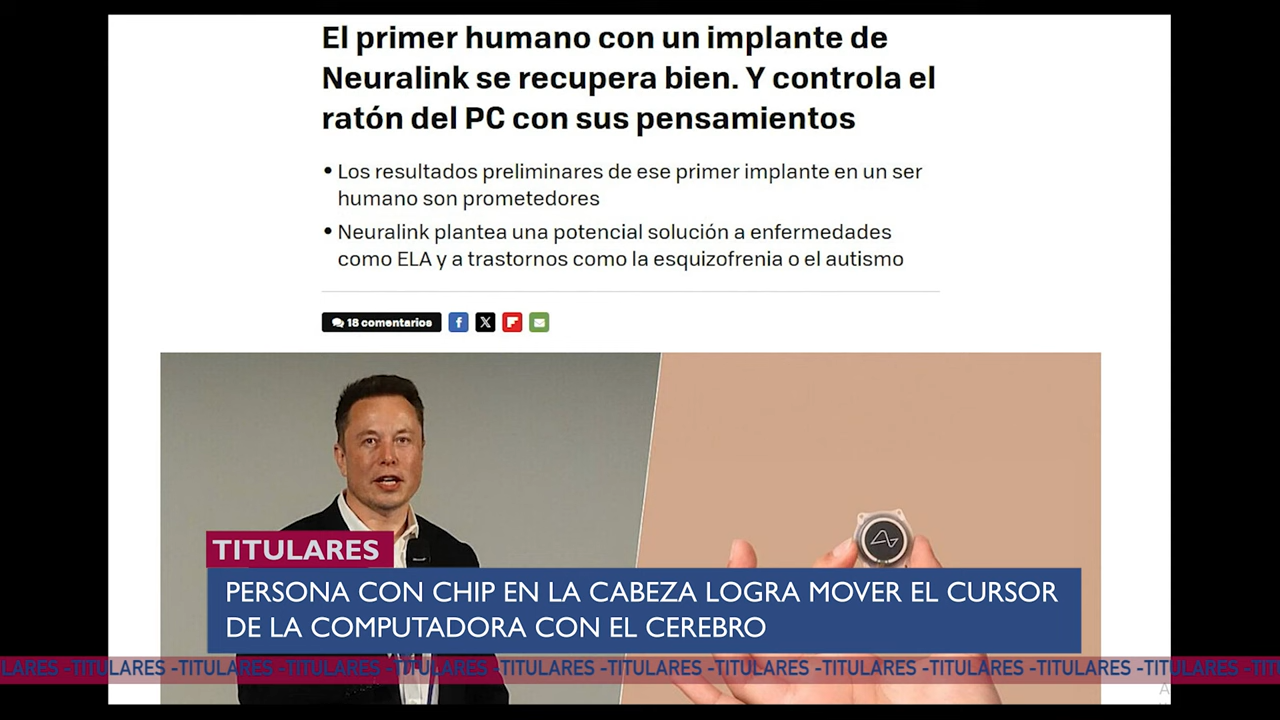 El primer humano con un implante de
Neuralink se recupera bien. Y controla el
ratón del PC con sus pensamientos
• Los resultados preliminares de ese primer implante en un ser
humano son prometedores
• Neuralink plantea una potencial solución a enfermedades
como ELA y a trastornos como la esquizofrenia o el autismo
18 comentarios
TITULARES
PERSONA CON CHIP EN LA CABEZA LOGRA MOVER EL CURSOR
DE LA COMPUTADORA CON EL CEREBRO
LARES -TITULARES -TITULARES -TITULARES -TITULARES -TITULARES -TITULARES -TITULARES -TITULARES -TITULARES -TITULARES -TIT